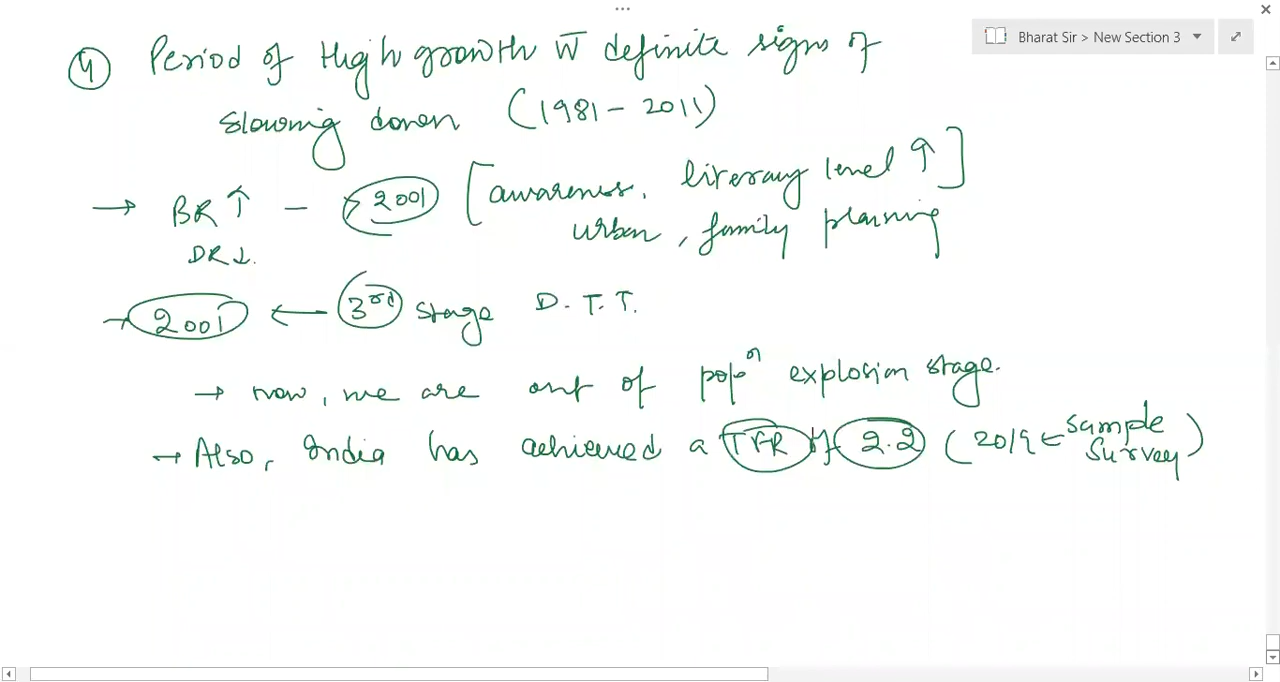 Bharat Sir > New Section 3
④ Period of High growth w̅ definite signs of
slowing down (1981 - 2011)
→ BR↑ - 2001 [awareness, literacy level ↑]
urban, family planning
DR↓.
→ 2001 ← 3rd stage D.T.T.
→ now, we are out of popⁿ explosion stage.
→ Also, India has achieved a TFR of 2.2 (2019 ← Sample Survey)